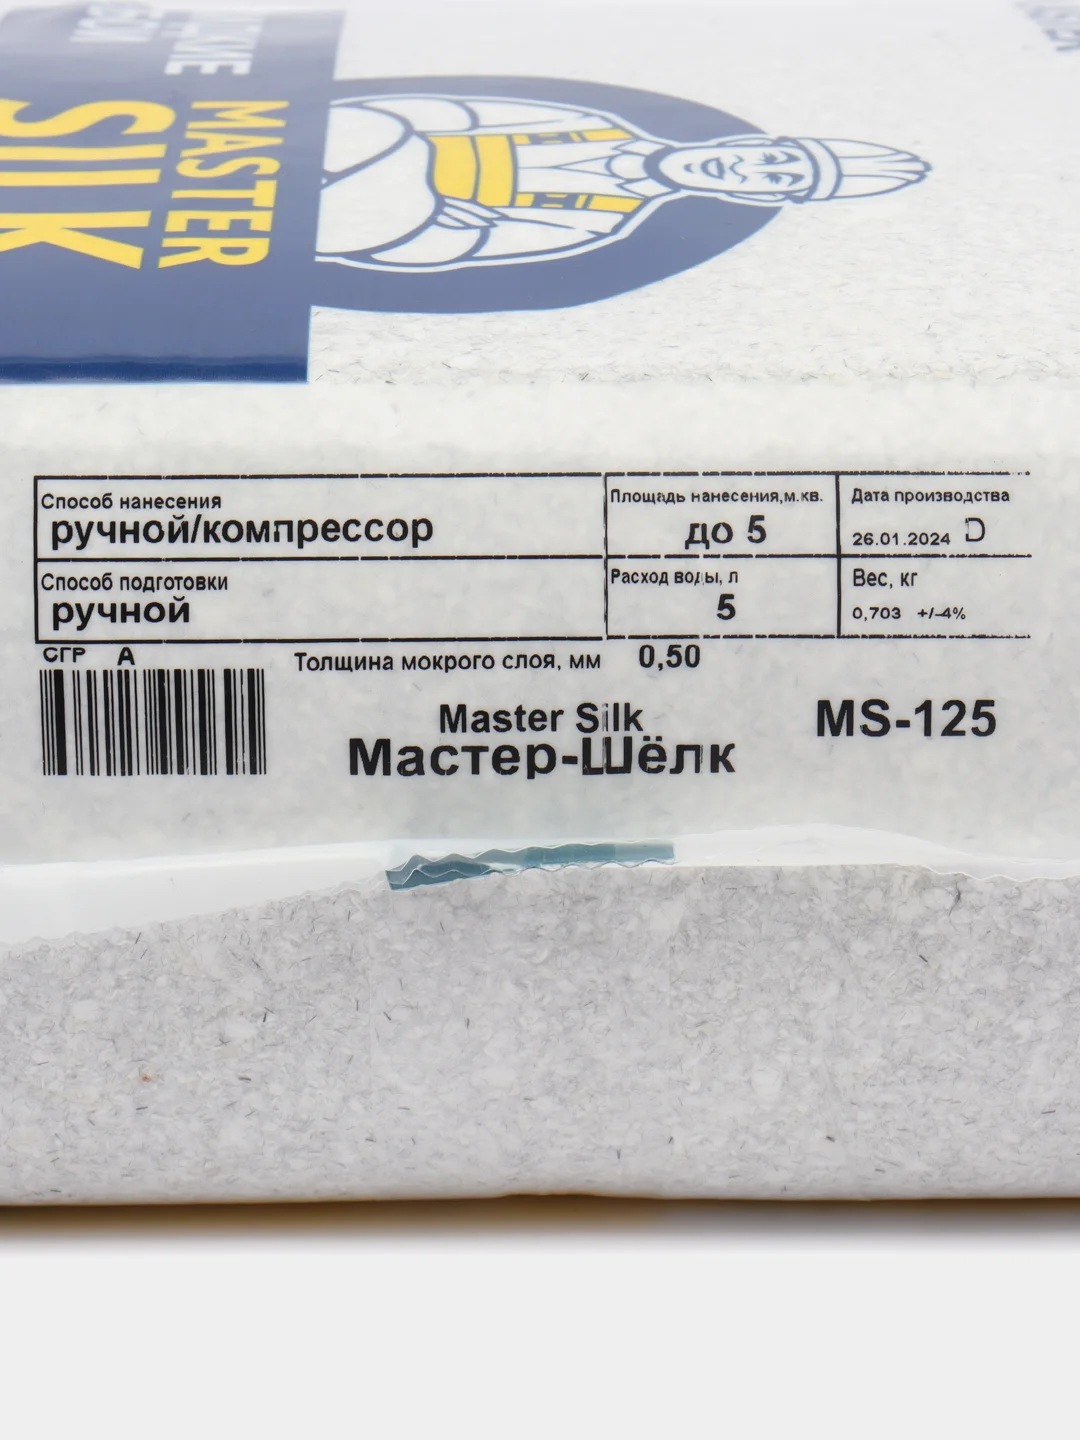 MASTER
SILK
Способ нанесения
ручной/компрессор
Площадь нанесения,м.кв.
до 5
Дата производства
26.01.2024 D
Способ подготовки
ручной
Расход воды, л
5
Вес, кг
0,703 +/-4%
СГР А
Толщина мокрого слоя, мм 0,50
Master Silk
Мастер-Шёлк
MS-125